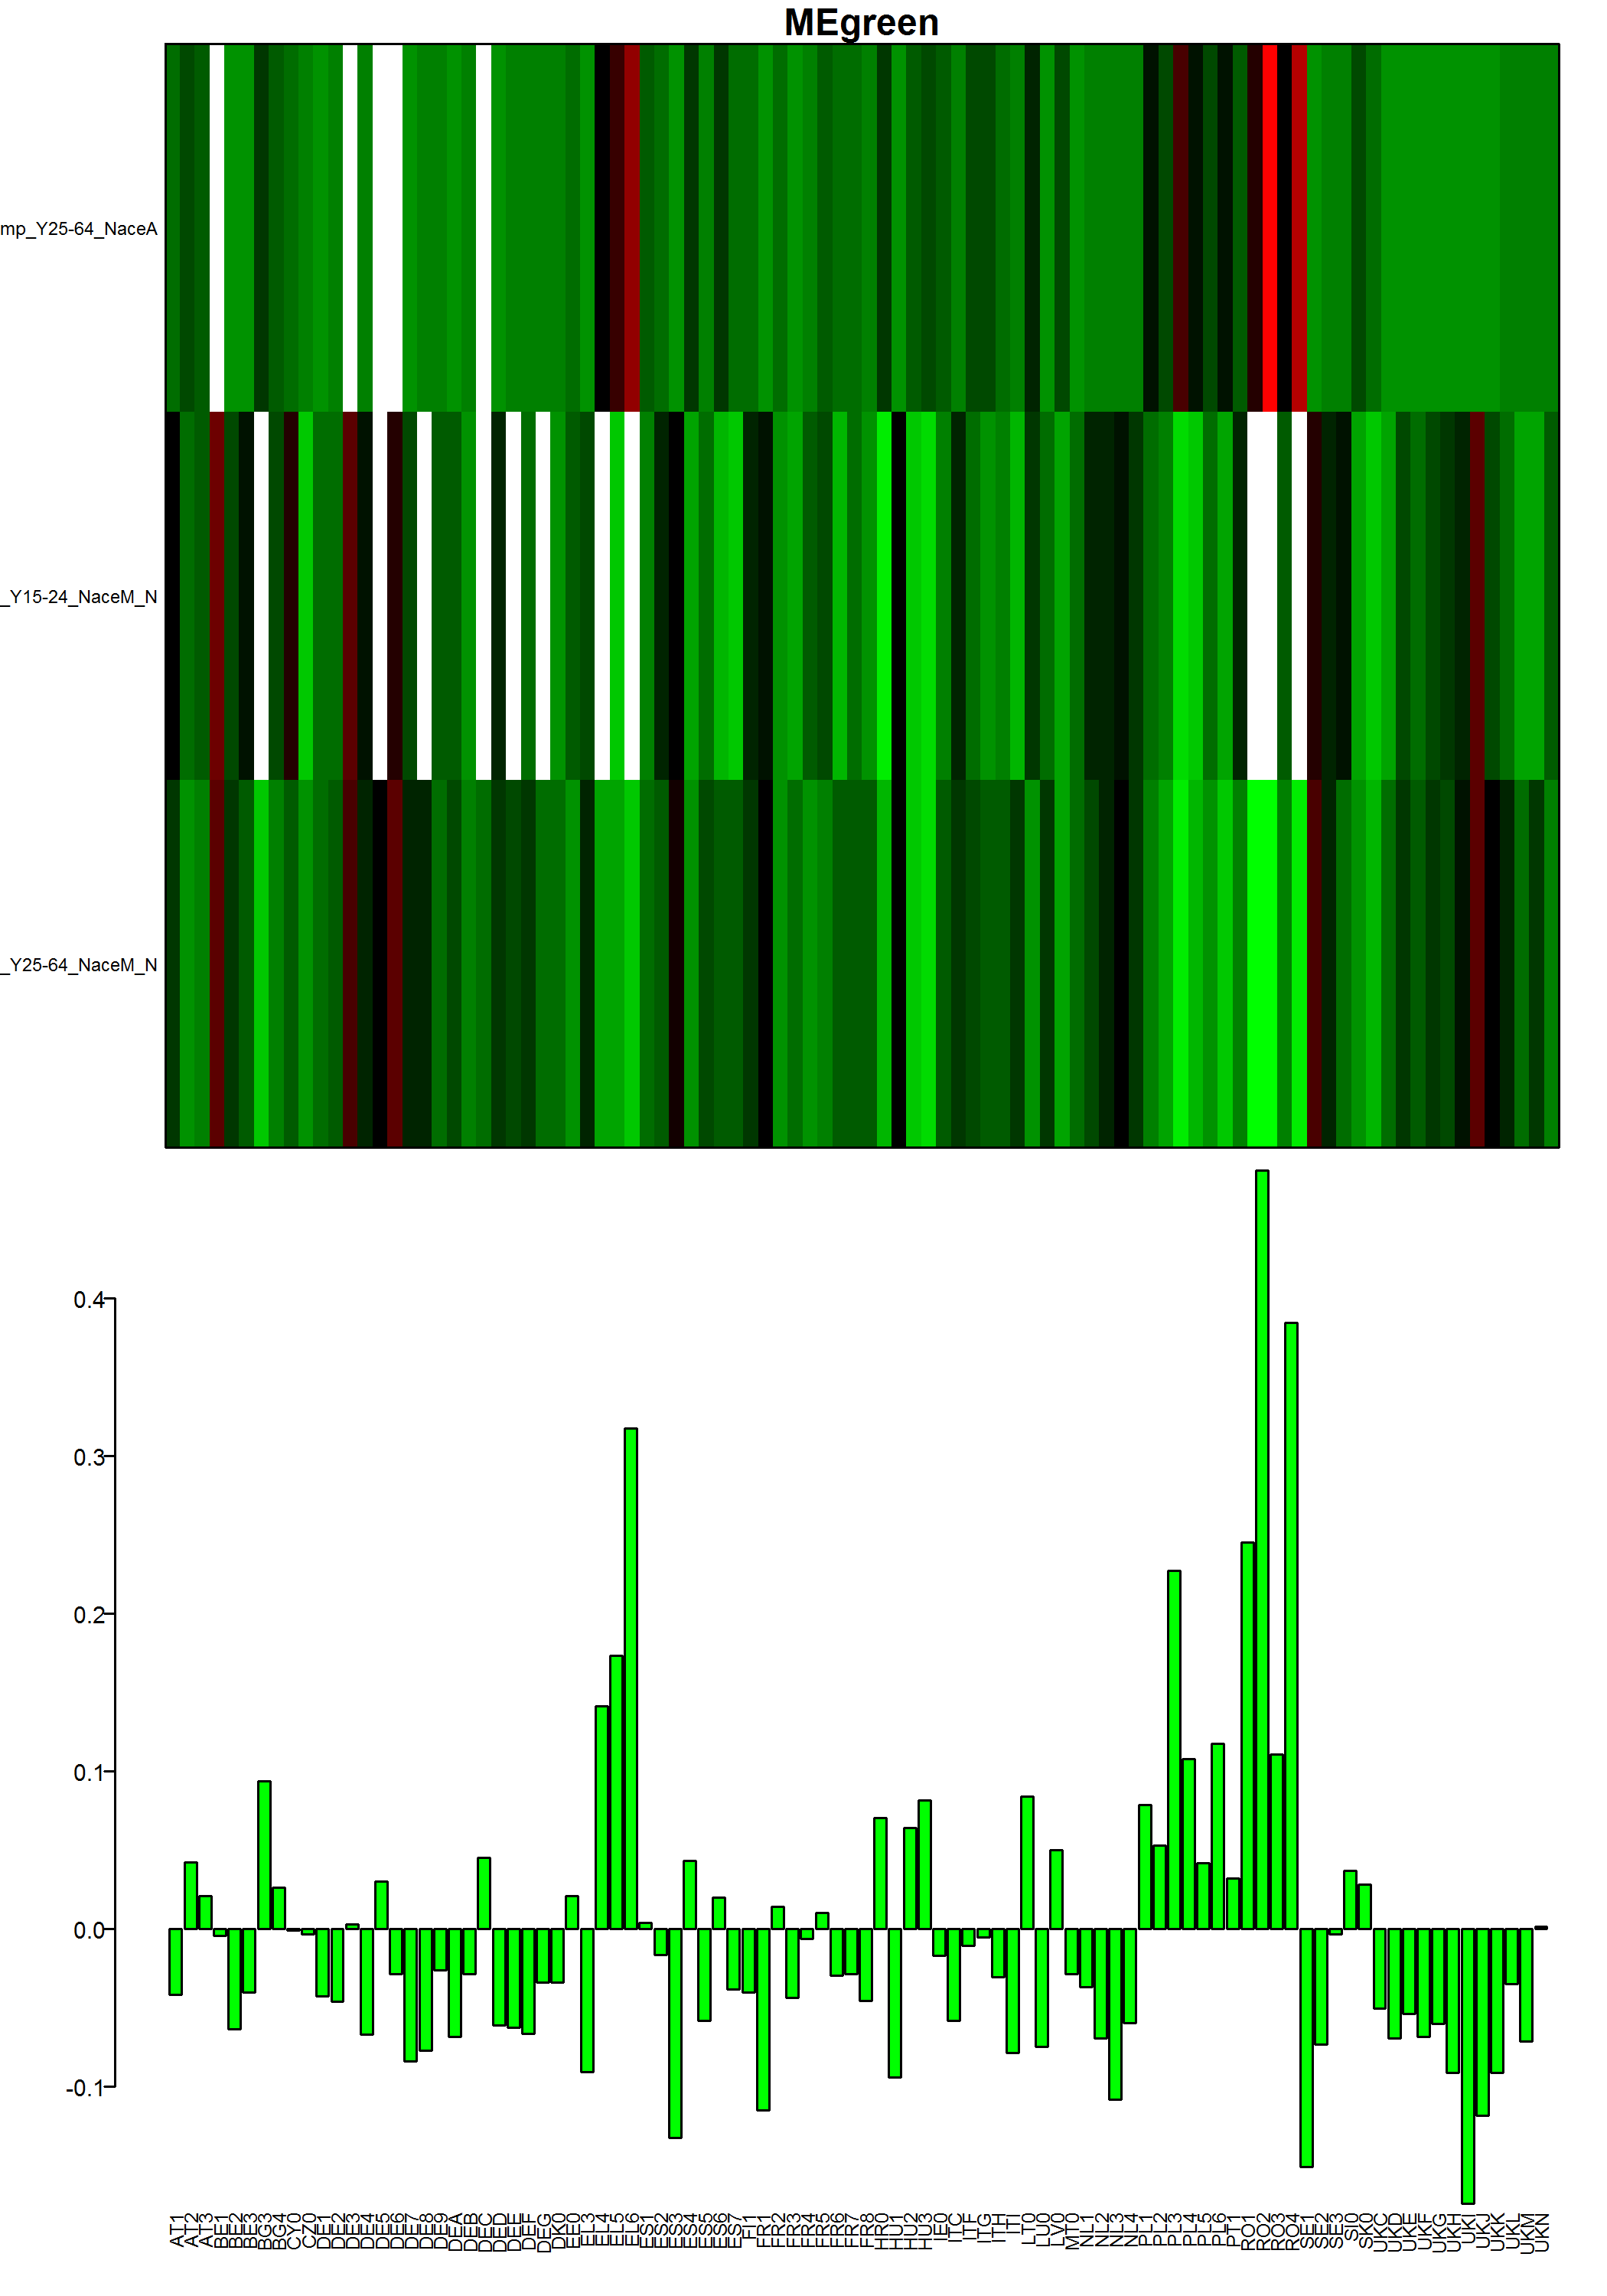 MEgreen
mp_Y25-64_NaceA
_Y15-24_NaceM_N
_Y25-64_NaceM_N
0.4
0.3
0.2
0.1
0.0
-0.1
AT1
AT2
AT3
BE1
BE2
BE3
BG3
BG4
CY0
CZ0
DE1
DE2
DE3
DE4
DE5
DE6
DE7
DE8
DE9
DEA
DEB
DEC
DED
DEE
DEF
DEG
DK0
EE0
EL3
EL4
EL5
EL6
ES1
ES2
ES3
ES4
ES5
ES6
ES7
FI1
FR1
FR2
FR3
FR4
FR5
FR6
FR7
FR8
HR0
HU1
HU2
HU3
IE0
ITC
ITF
ITG
ITH
ITI
LT0
LU0
LV0
MT0
NL1
NL2
NL3
NL4
PL1
PL2
PL3
PL4
PL5
PL6
PT1
RO1
RO2
RO3
RO4
SE1
SE2
SE3
SI0
SK0
UKC
UKD
UKE
UKF
UKG
UKH
UKI
UKJ
UKK
UKL
UKM
UKN